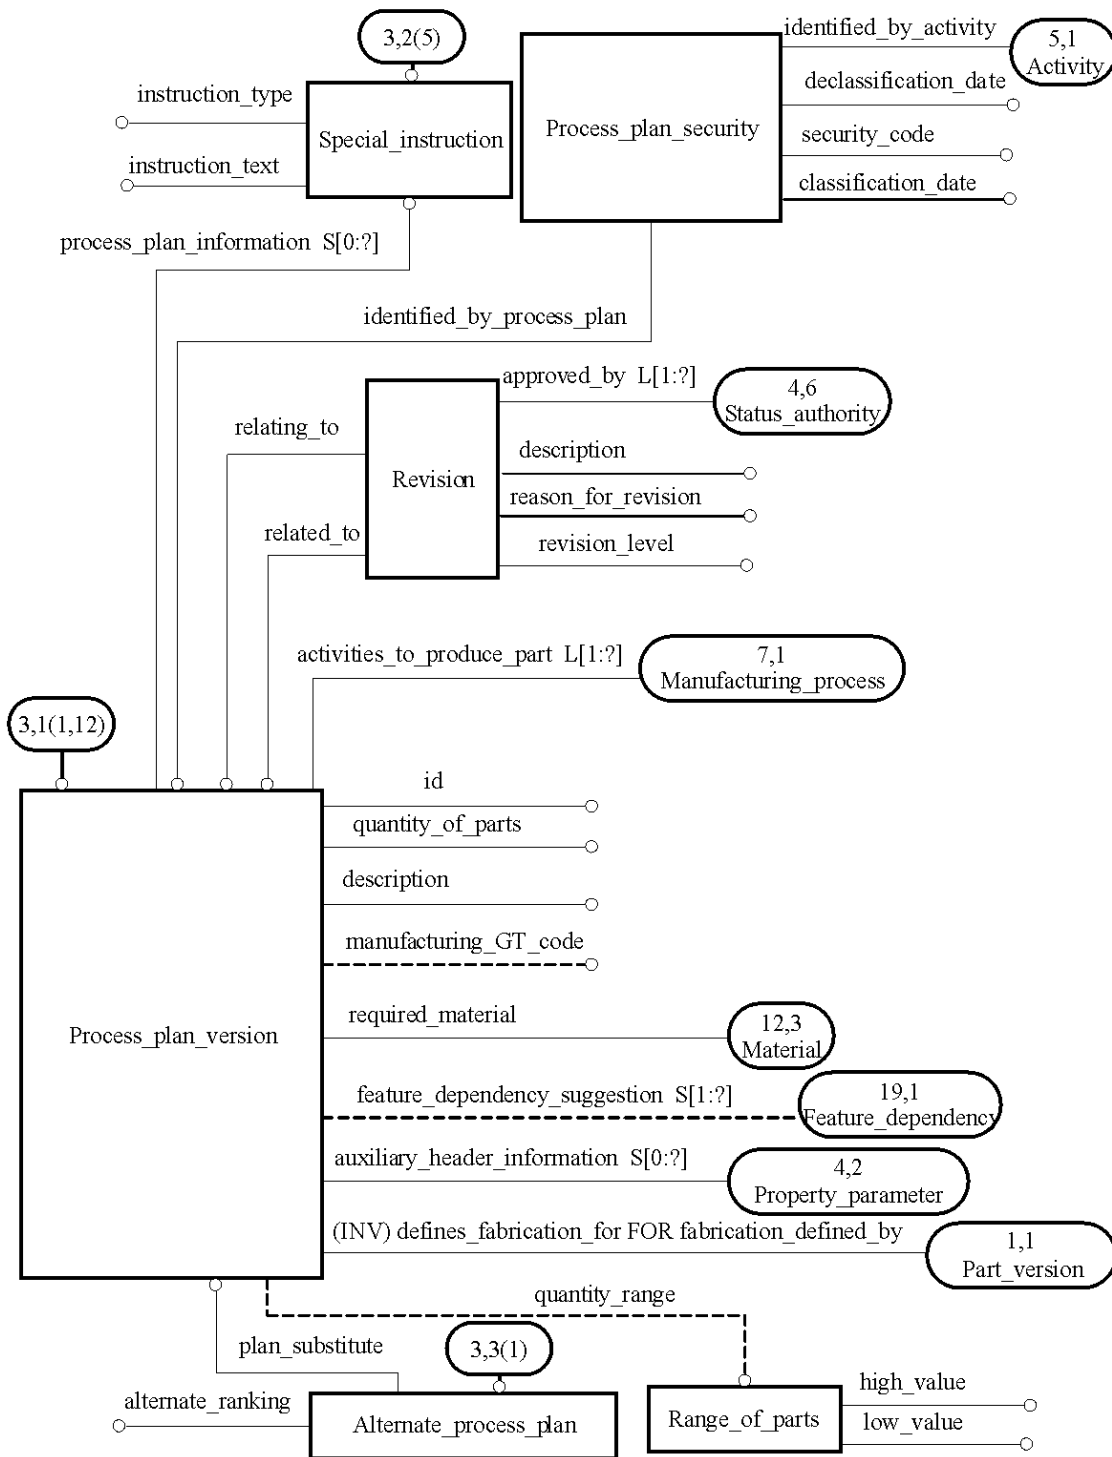 3,2(5)
identified_by_activity
5,1
Activity
instruction_type
declassification_date
Special_instruction
Process_plan_security
security_code
instruction_text
classification_date
process_plan_information S[0:?]
identified_by_process_plan
approved_by L[1:?]
4,6
Status_authority
relating_to
description
Revision
reason_for_revision
related_to
revision_level
activities_to_produce_part L[1:?]
7,1
Manufacturing_process
3,1(1,12)
id
quantity_of_parts
description
manufacturing_GT_code
Process_plan_version
required_material
12,3
Material
feature_dependency_suggestion S[1:?]
19,1
Feature_dependency
auxiliary_header_information S[0:?]
4,2
Property_parameter
(INV) defines_fabrication_for FOR fabrication_defined_by
1,1
Part_version
quantity_range
plan_substitute
3,3(1)
alternate_ranking
Alternate_process_plan
Range_of_parts
high_value
low_value